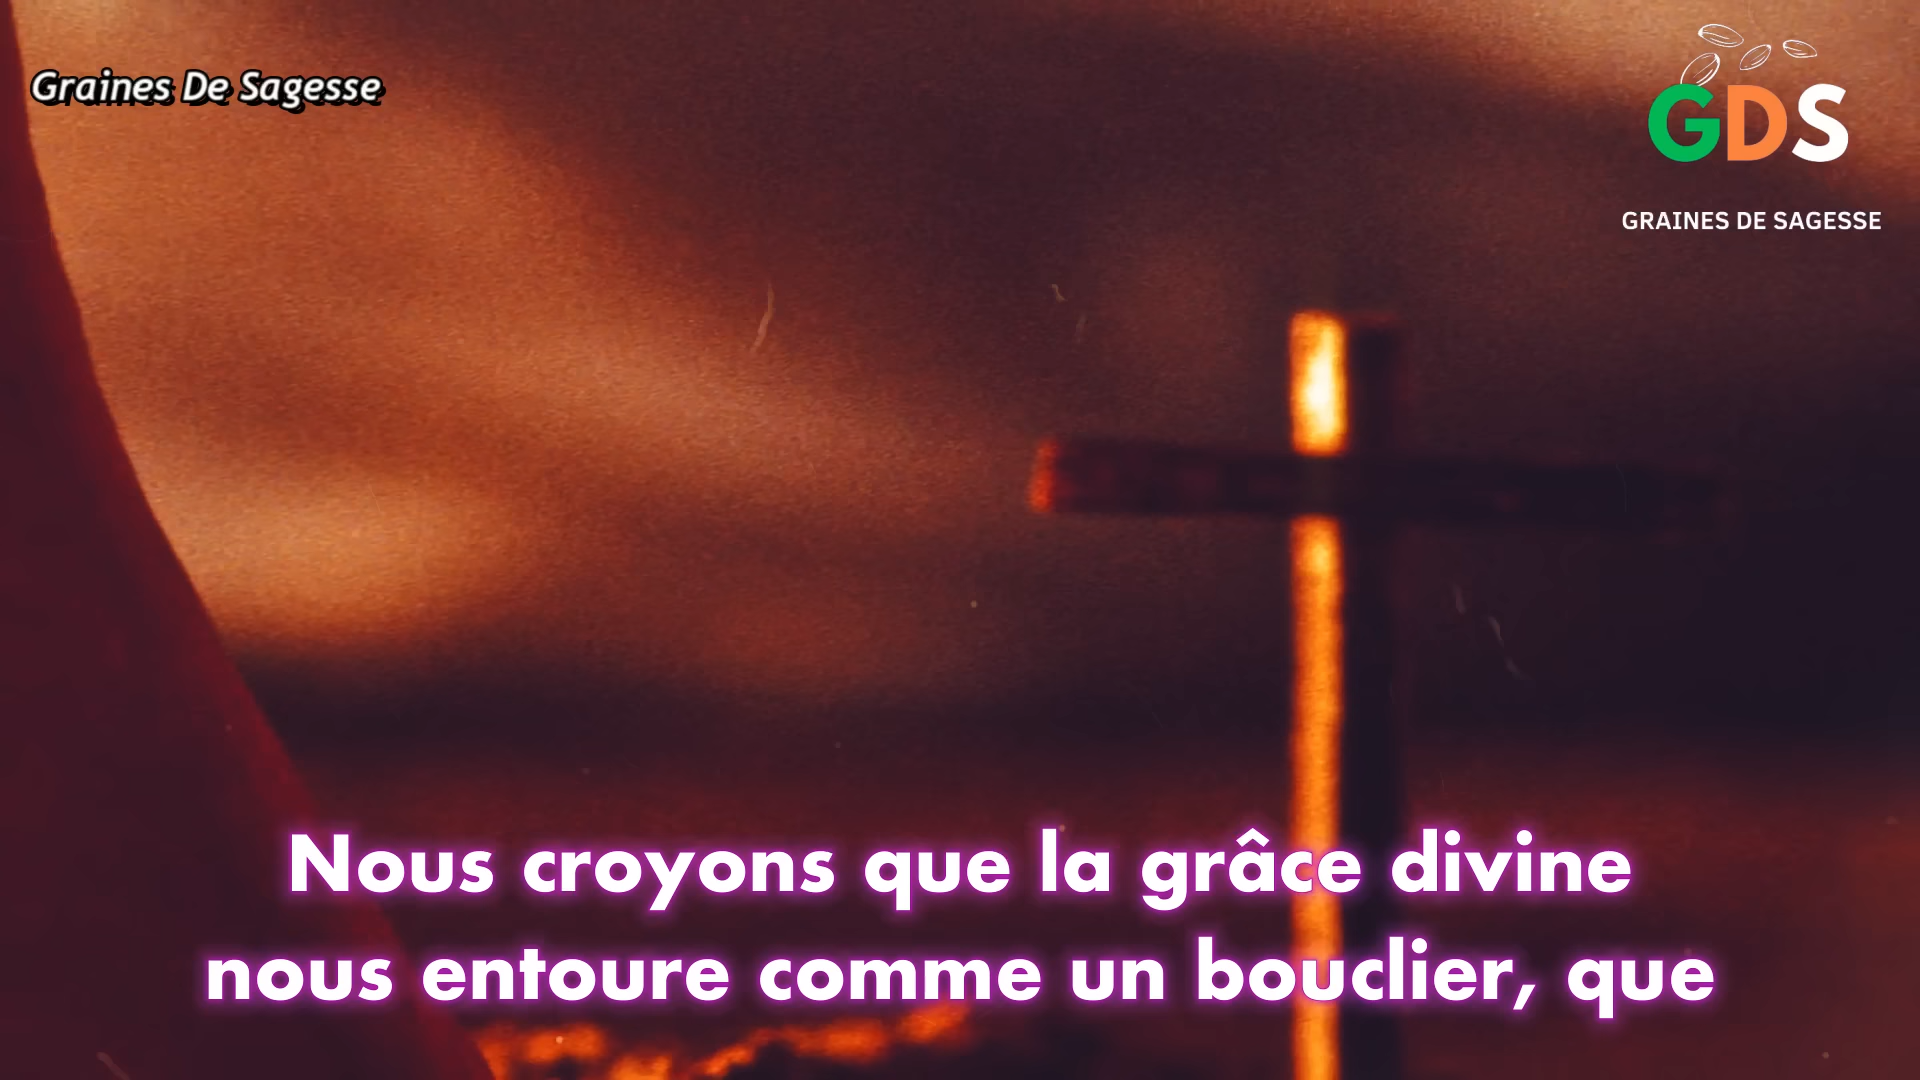 Graines De Sagesse
GDS
GRAINES DE SAGESSE
Nous croyons que la grâce divine
nous entoure comme un bouclier, que